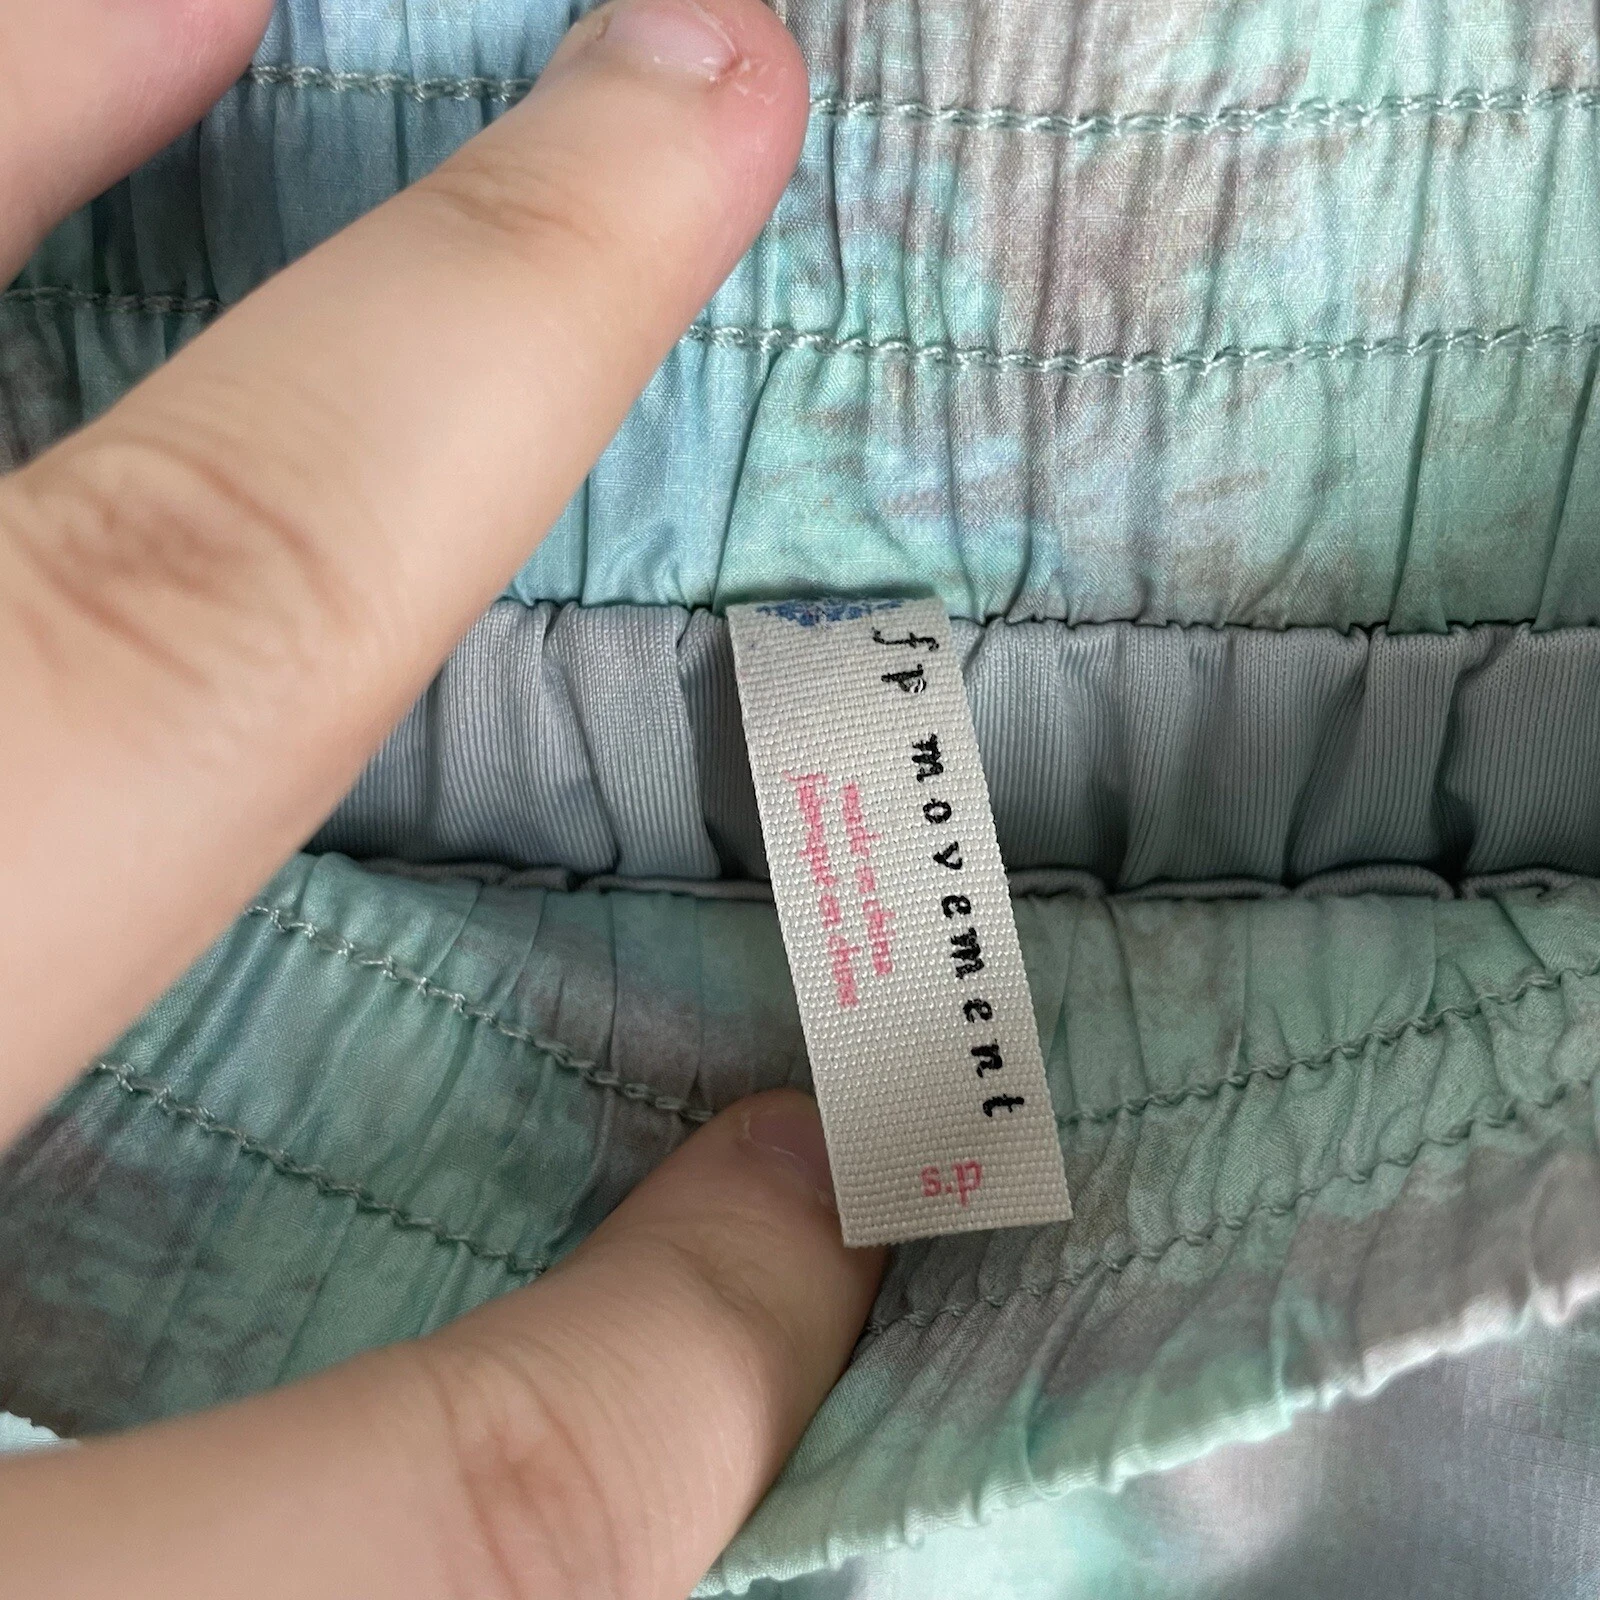 fp movement
made in china
fabriqué en chine
s.p